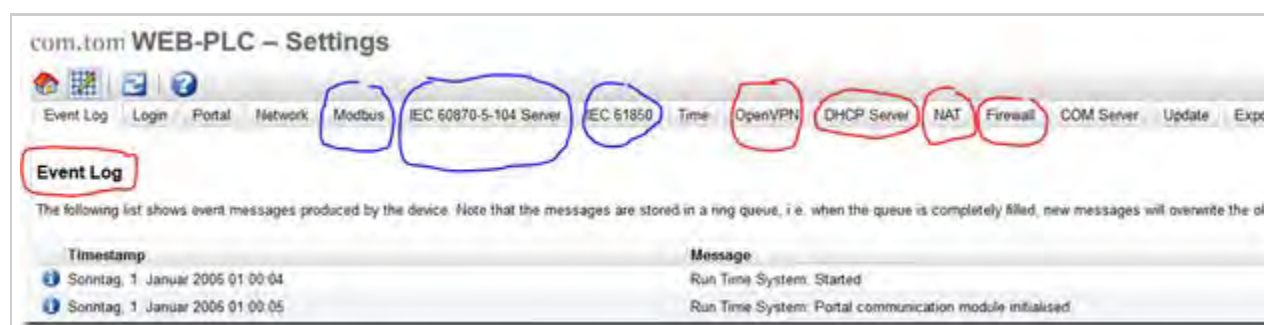 com.tom WEB-PLC – Settings
Event Log Login Portal Network Modbus IEC 60870-5-104 Server IEC 61850 Time OpenVPN DHCP Server NAT Firewall COM Server Update Expo
Event Log
The following list shows event messages produced by the device. Note that the messages are stored in a ring queue, i.e. when the queue is completely filled, new messages will overwrite the ol
Timestamp Message
Sonntag, 1. Januar 2006 01:00:04 Run Time System: Started
Sonntag, 1. Januar 2006 01:00:05 Run Time System: Portal communication module initialised